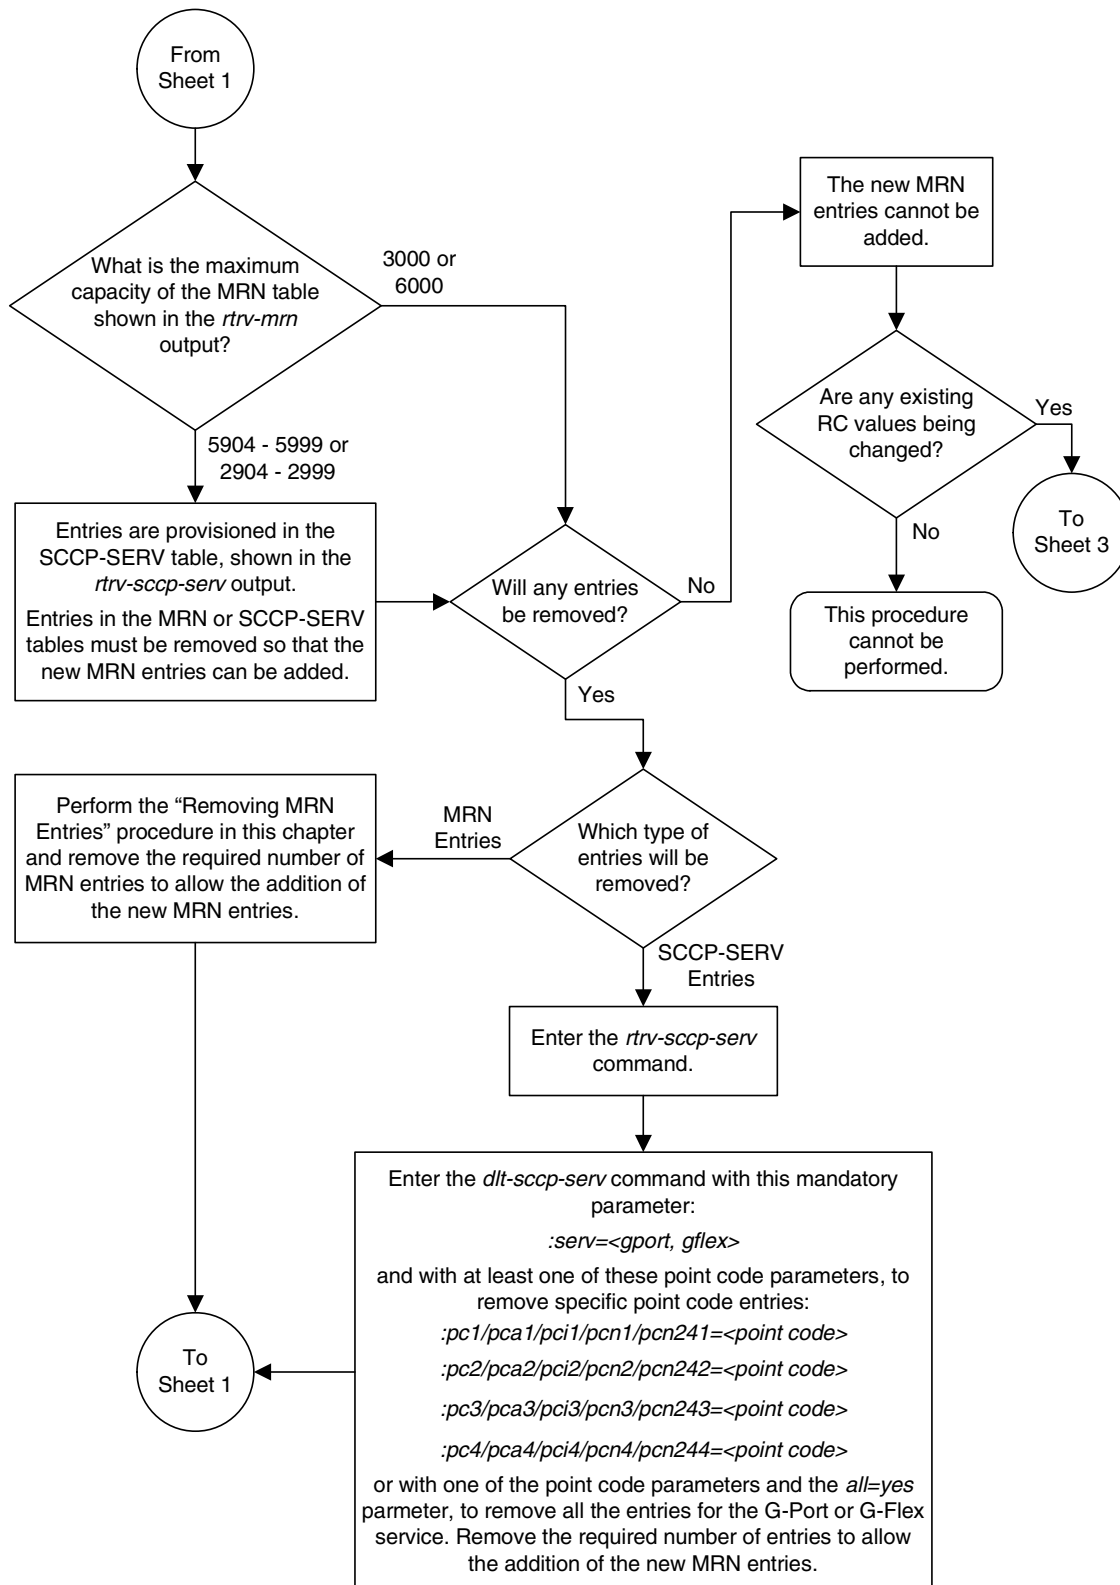 From
Sheet 1
What is the maximum
capacity of the MRN table
shown in the rtrv-mrn
output?
3000 or
6000
5904 - 5999 or
2904 - 2999
Entries are provisioned in the
SCCP-SERV table, shown in the
rtrv-sccp-serv output.
Entries in the MRN or SCCP-SERV
tables must be removed so that the
new MRN entries can be added.
Will any entries
be removed?
No
The new MRN
entries cannot be
added.
Are any existing
RC values being
changed?
Yes
To
Sheet 3
No
This procedure
cannot be
performed.
Yes
Which type of
entries will be
removed?
MRN
Entries
Perform the “Removing MRN
Entries” procedure in this chapter
and remove the required number of
MRN entries to allow the addition of
the new MRN entries.
SCCP-SERV
Entries
Enter the rtrv-sccp-serv
command.
Enter the dlt-sccp-serv command with this mandatory
parameter:
:serv=<gport, gflex>
and with at least one of these point code parameters, to
remove specific point code entries:
:pc1/pca1/pci1/pcn1/pcn241=<point code>
:pc2/pca2/pci2/pcn2/pcn242=<point code>
:pc3/pca3/pci3/pcn3/pcn243=<point code>
:pc4/pca4/pci4/pcn4/pcn244=<point code>
or with one of the point code parameters and the all=yes
parmeter, to remove all the entries for the G-Port or G-Flex
service. Remove the required number of entries to allow
the addition of the new MRN entries.
To
Sheet 1